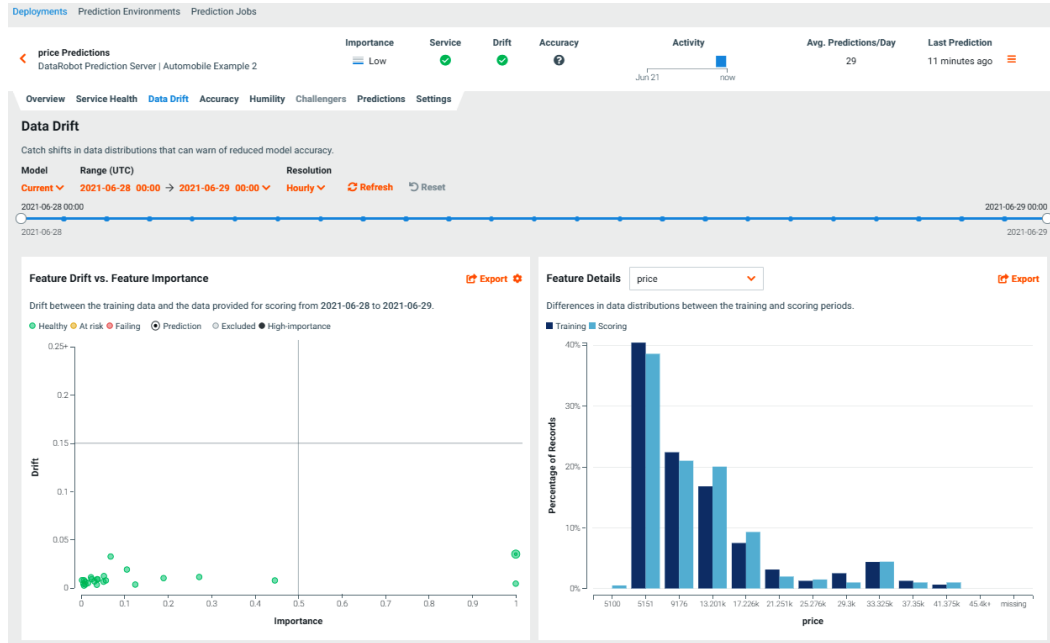 Deployments Prediction Environments Prediction Jobs
price Predictions
DataRobot Prediction Server | Automobile Example 2
Importance Service Drift Accuracy Activity Avg. Predictions/Day Last Prediction
Low ? 29 11 minutes ago
Jun 21 now
Overview Service Health Data Drift Accuracy Humility Challengers Predictions Settings
Data Drift
Catch shifts in data distributions that can warn of reduced model accuracy.
Model Range (UTC) Resolution
Current 2021-06-28 00:00 → 2021-06-29 00:00 Hourly Refresh Reset
2021-06-28 00:00 2021-06-29 00:00
2021-06-28 2021-06-29
Feature Drift vs. Feature Importance Export
Drift between the training data and the data provided for scoring from 2021-06-28 to 2021-06-29.
Healthy At risk Failing Prediction Excluded High-importance
0.25+
0.2
0.15
0.1
0.05
0
Drift
0 0.1 0.2 0.3 0.4 0.5 0.6 0.7 0.8 0.9 1
Importance
Feature Details price Export
Differences in data distributions between the training and scoring periods.
Training Scoring
40%
30%
20%
10%
0%
Percentage of Records
5100 5151 9176 13.201k 17.226k 21.251k 25.276k 29.3k 33.325k 37.35k 41.375k 45.4k+ missing
price